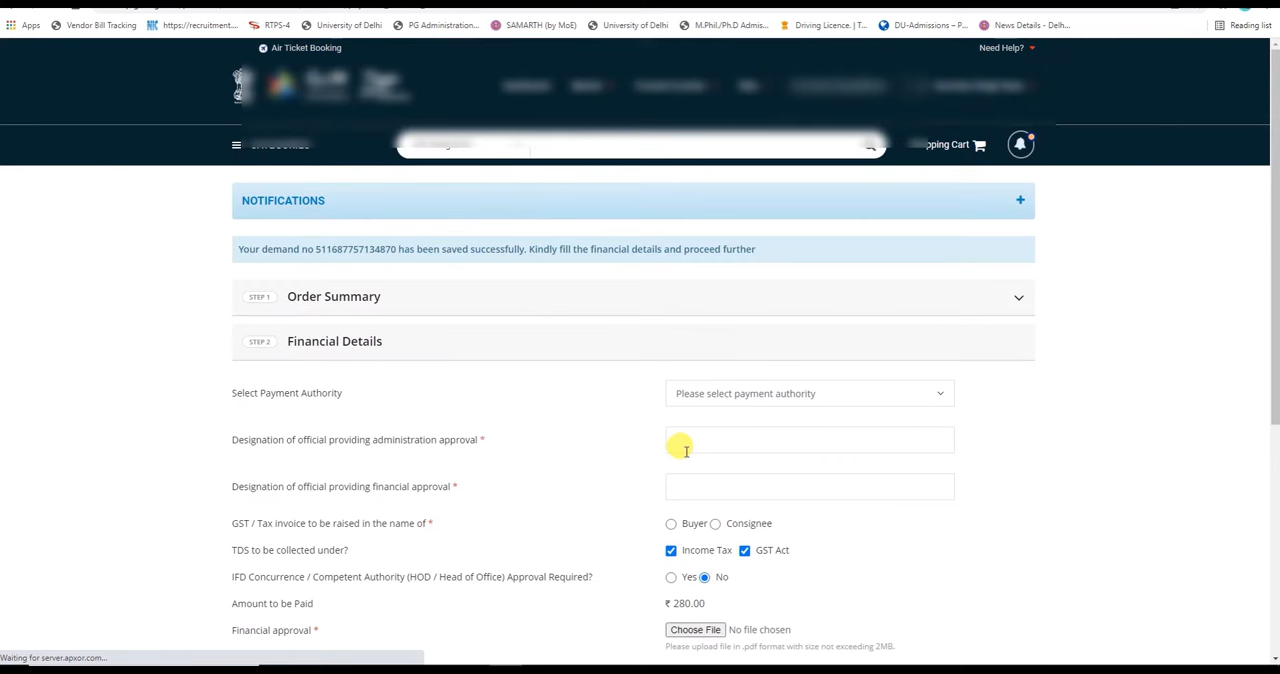 Apps Vendor Bill Tracking https://recruitment.... RTPS-4 University of Delhi PG Administration... SAMARTH (by MoE) University of Delhi M.Phil/Ph.D Admis... Driving Licence. | T... DU-Admissions – P... News Details - Delh... Reading list
Air Ticket Booking Need Help?
NOTIFICATIONS +
Your demand no 511687757134870 has been saved successfully. Kindly fill the financial details and proceed further
STEP 1 Order Summary
STEP 2 Financial Details
Select Payment Authority Please select payment authority
Designation of official providing administration approval *
Designation of official providing financial approval *
GST / Tax invoice to be raised in the name of * Buyer Consignee
TDS to be collected under? Income Tax GST Act
IFD Concurrence / Competent Authority (HOD / Head of Office) Approval Required? Yes No
Amount to be Paid ₹ 280.00
Financial approval * Choose File No file chosen
Please upload file in .pdf format with size not exceeding 2MB.
Waiting for server.apxor.com...